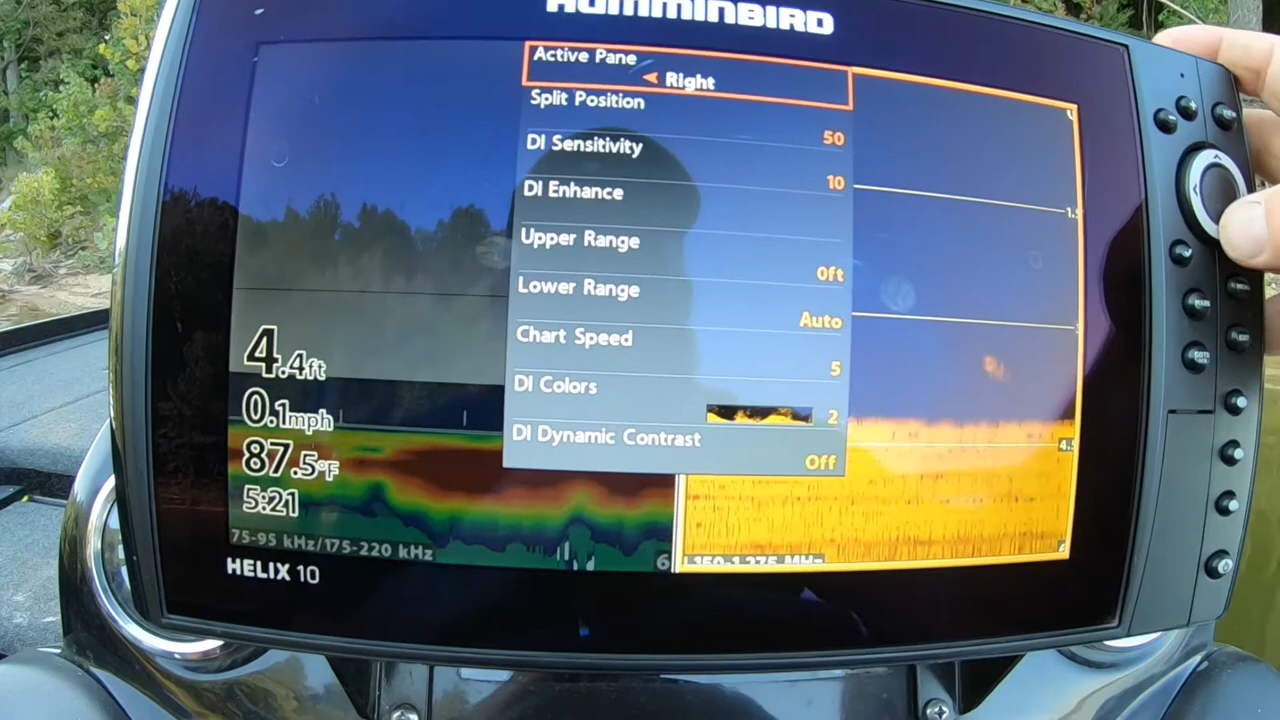 HUMMINBIRD
Active Pane
Right
Split Position
50
DI Sensitivity
10
DI Enhance
Upper Range
0ft
Lower Range
Auto
Chart Speed
5
DI Colors
2
DI Dynamic Contrast
Off
4.4ft
0.1mph
87.5°F
5:21
75-95 kHz/175-220 kHz
6
HELIX 10